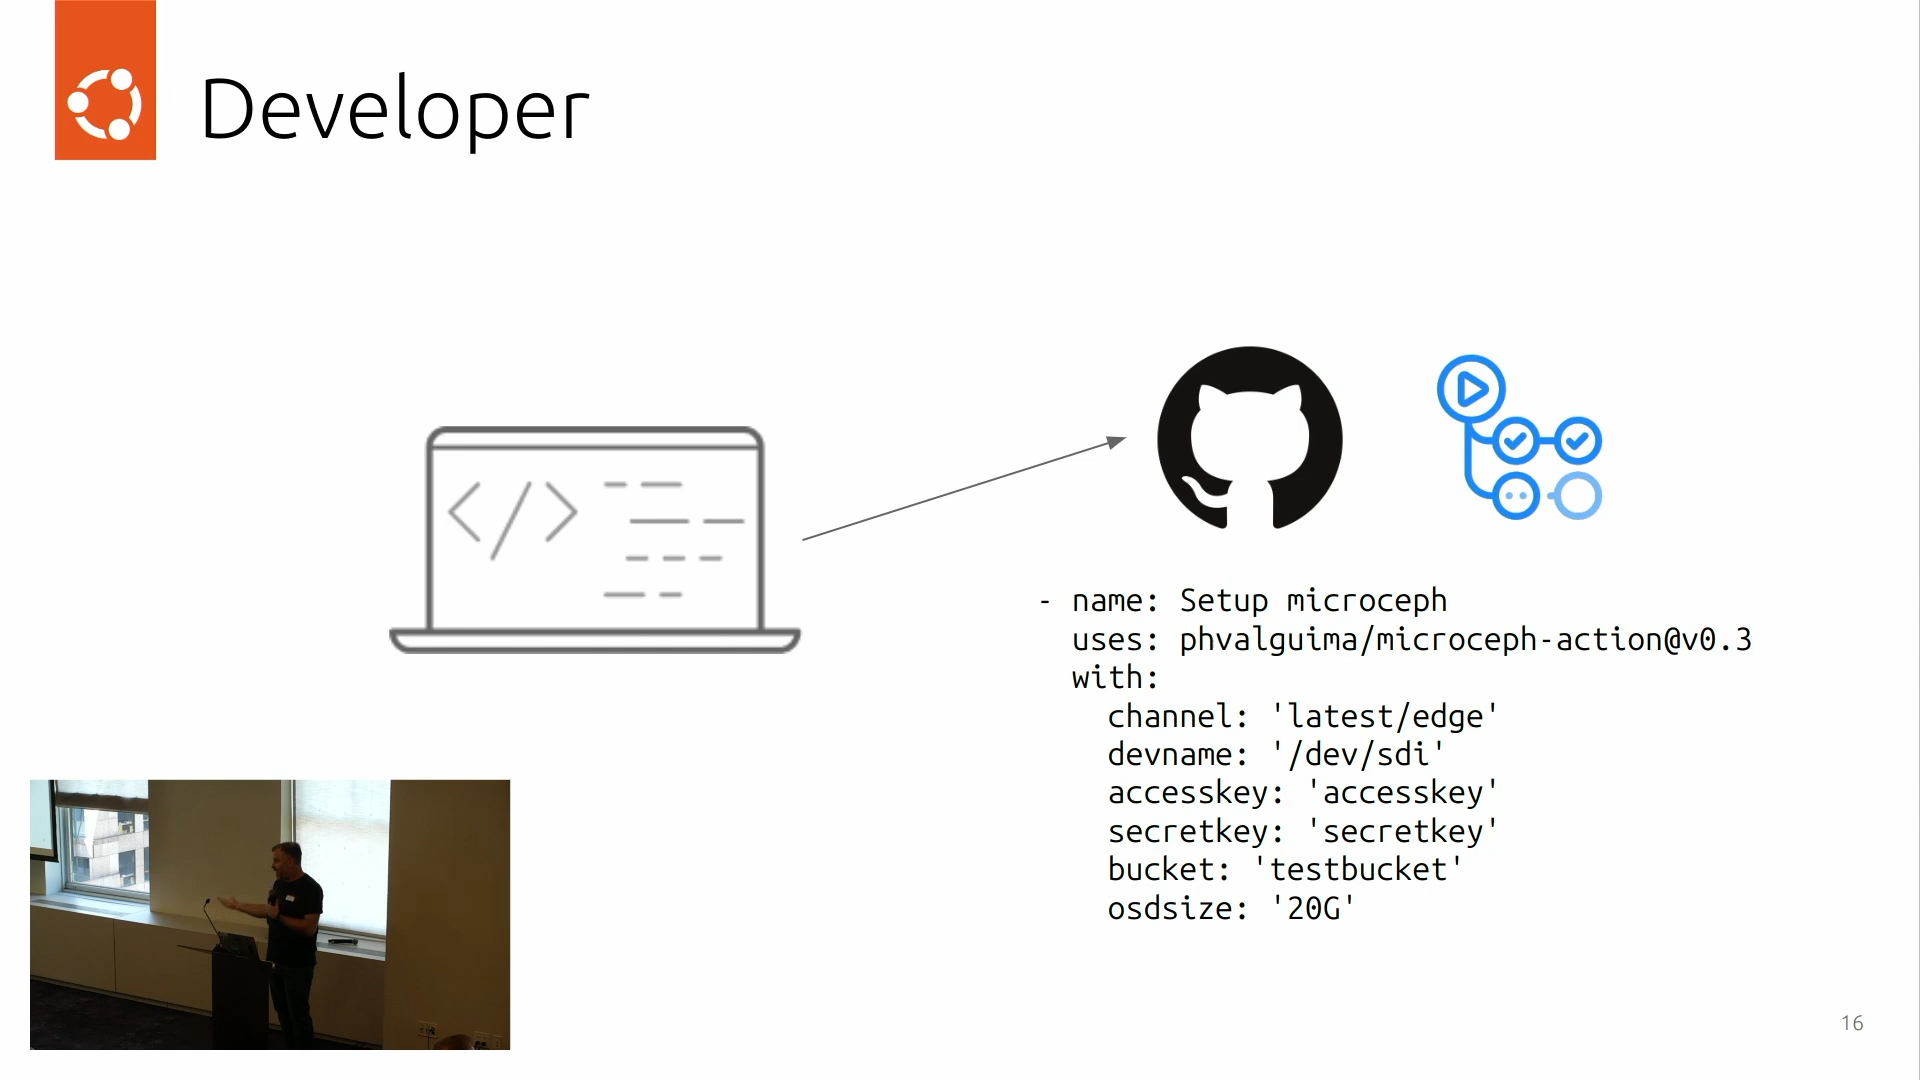 Developer
</>
- name: Setup microceph
uses: phvalguima/microceph-action@v0.3
with:
channel: 'latest/edge'
devname: '/dev/sdi'
accesskey: 'accesskey'
secretkey: 'secretkey'
bucket: 'testbucket'
osdsize: '20G'
16